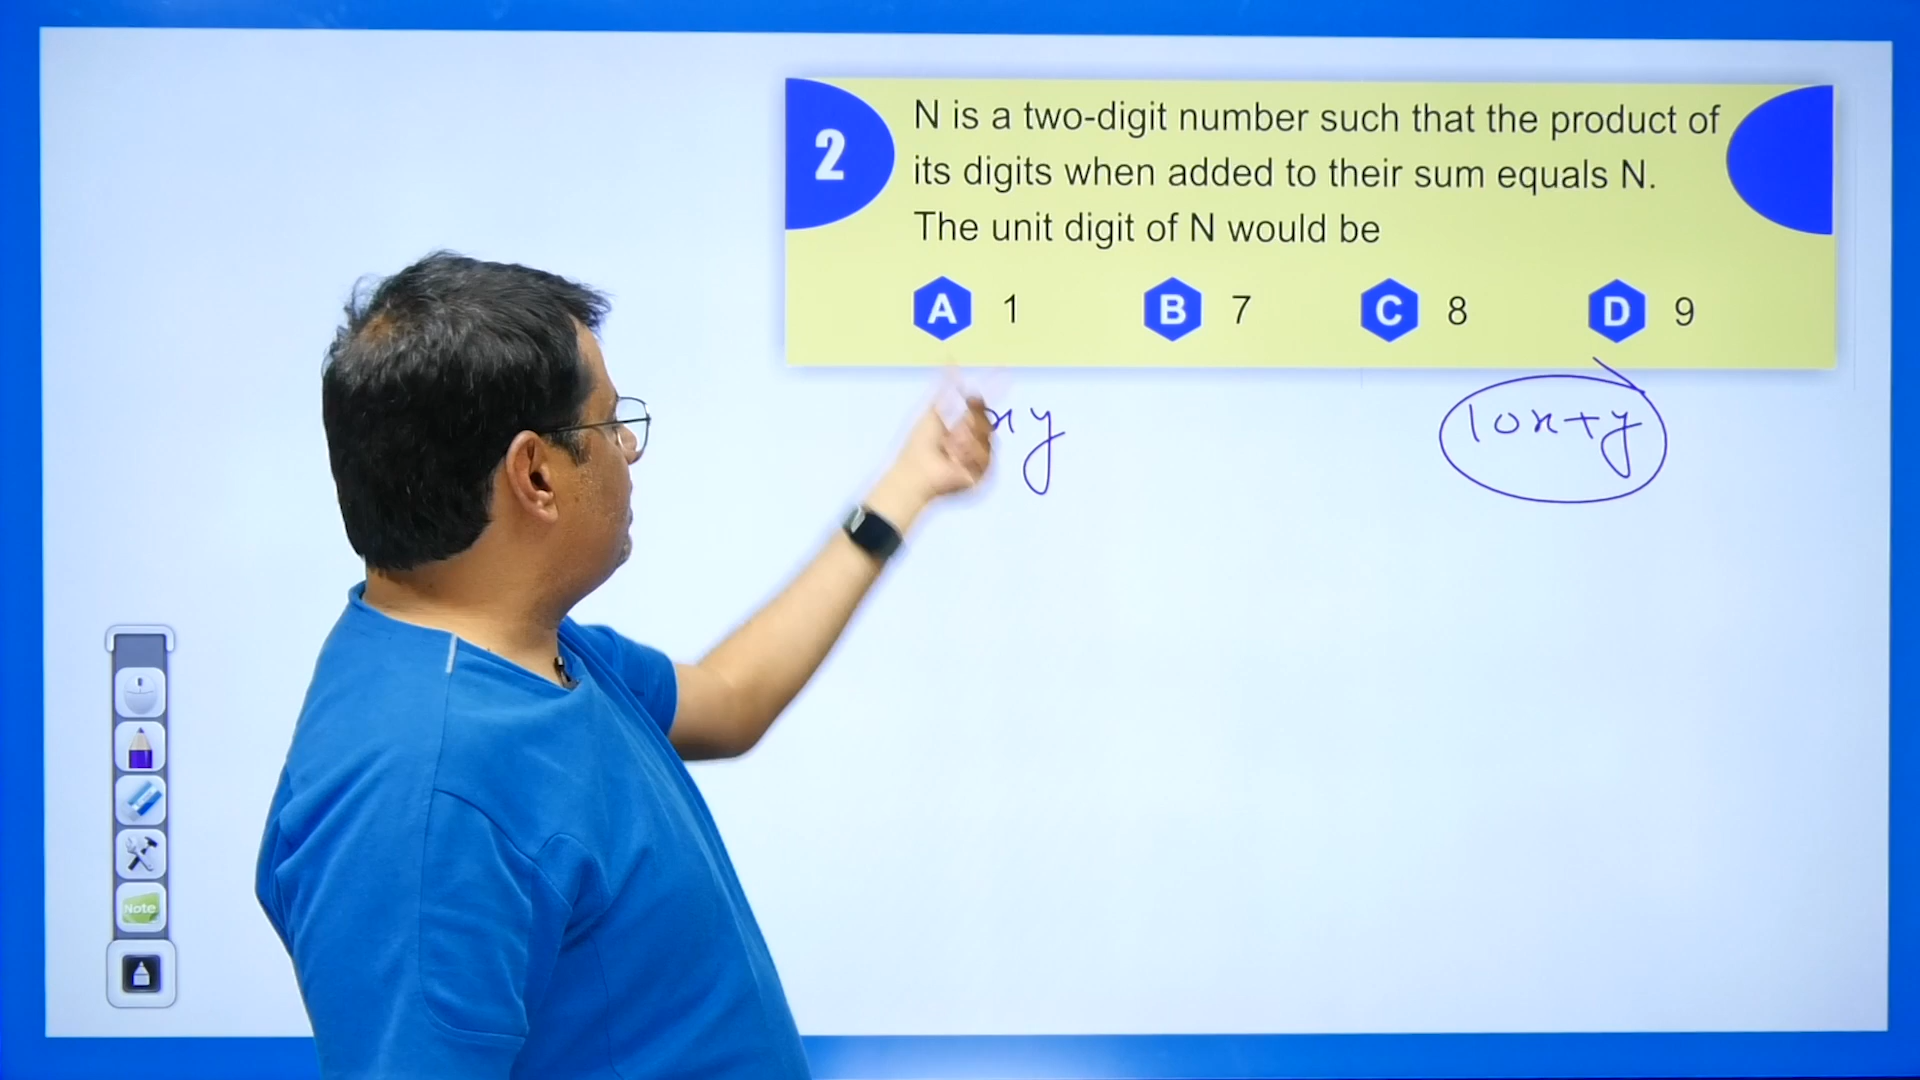 2
N is a two-digit number such that the product of
its digits when added to their sum equals N.
The unit digit of N would be
A 1 B 7 C 8 D 9
xy 10x+y
Note